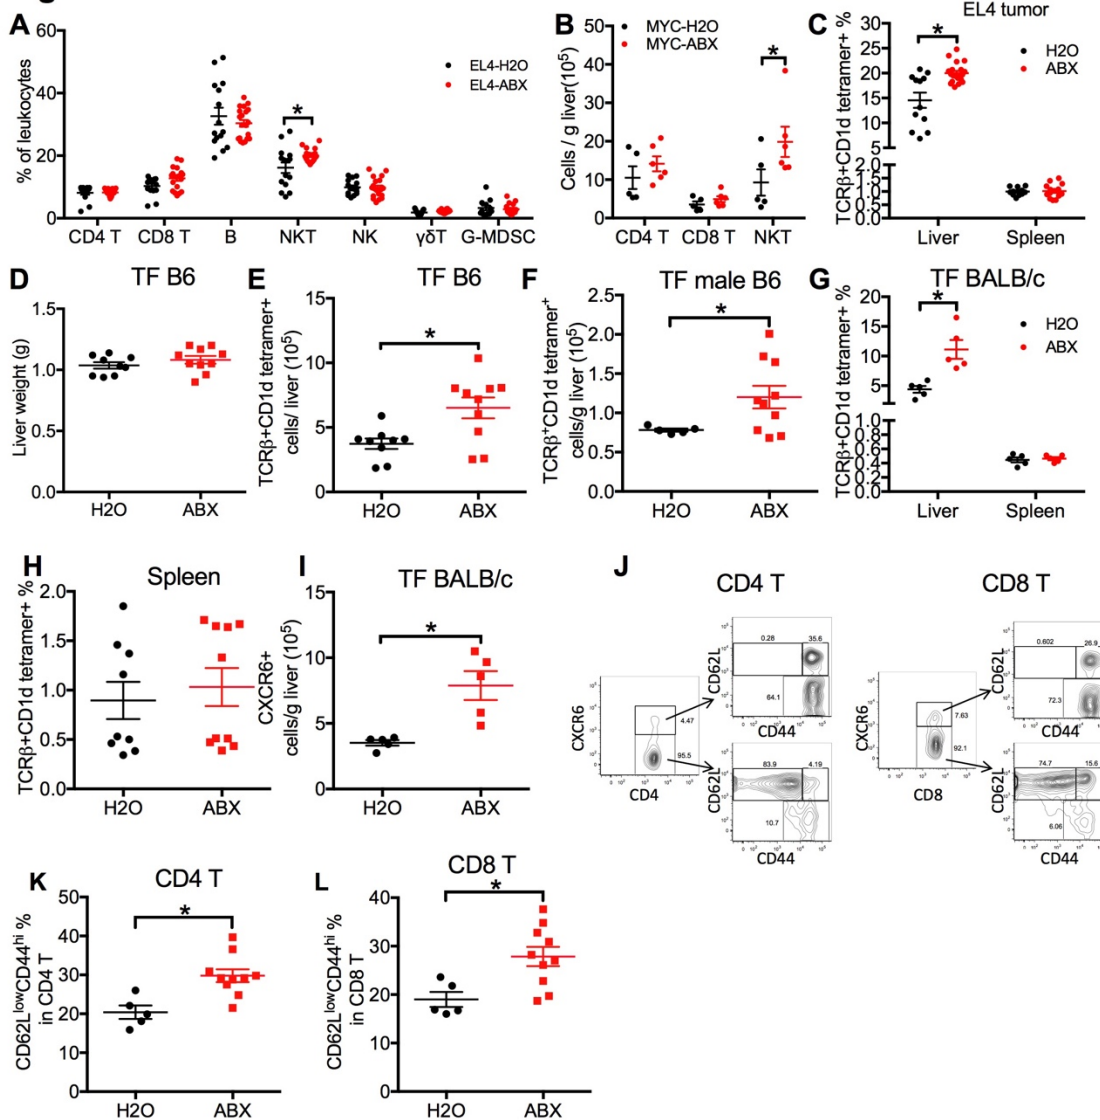 A
% of leukocytes
60
40
20
0
EL4-H2O
EL4-ABX
*
CD4 T CD8 T B NKT NK γδT G-MDSC
B
Cells / g liver(10⁵)
50
40
30
20
10
0
MYC-H2O
MYC-ABX
*
CD4 T CD8 T NKT
C
EL4 tumor
TCRβ+CD1d tetramer+ %
30
25
20
15
10
5
2.0
1.5
1.0
0.5
0.0
*
H2O
ABX
Liver Spleen
D
TF B6
Liver weight (g)
1.5
1.0
0.5
0.0
H2O ABX
E
TF B6
TCRβ+CD1d tetramer+
cells/ liver (10⁵)
15
10
5
0
*
H2O ABX
F
TF male B6
TCRβ⁺CD1d tetramer⁺
cells/g liver (10⁵)
2.5
2.0
1.5
1.0
0.5
0.0
*
H2O ABX
G
TF BALB/c
TCRβ+CD1d tetramer+ %
20
15
10
5
1.0
0.8
0.6
0.4
0.2
0.0
*
H2O
ABX
Liver Spleen
H
Spleen
TCRβ+CD1d tetramer+ %
2.0
1.5
1.0
0.5
0.0
H2O ABX
I
TF BALB/c
CXCR6+
cells/g liver (10⁵)
15
10
5
0
*
H2O ABX
J
CD4 T
CXCR6
CD4
4.47
95.5
CD62L
0.28 35.6
64.1
CD44
CD62L
83.9 4.19
10.7
CD44
CD8 T
CXCR6
CD8
7.63
92.1
CD62L
0.602 26.9
72.3
CD44
CD62L
74.7 15.6
6.06
CD44
K
CD4 T
CD62LˡᵒʷCD44ʰⁱ %
in CD4 T
50
40
30
20
10
0
*
H2O ABX
L
CD8 T
CD62LˡᵒʷCD44ʰⁱ %
in CD8 T
40
30
20
10
0
*
H2O ABX